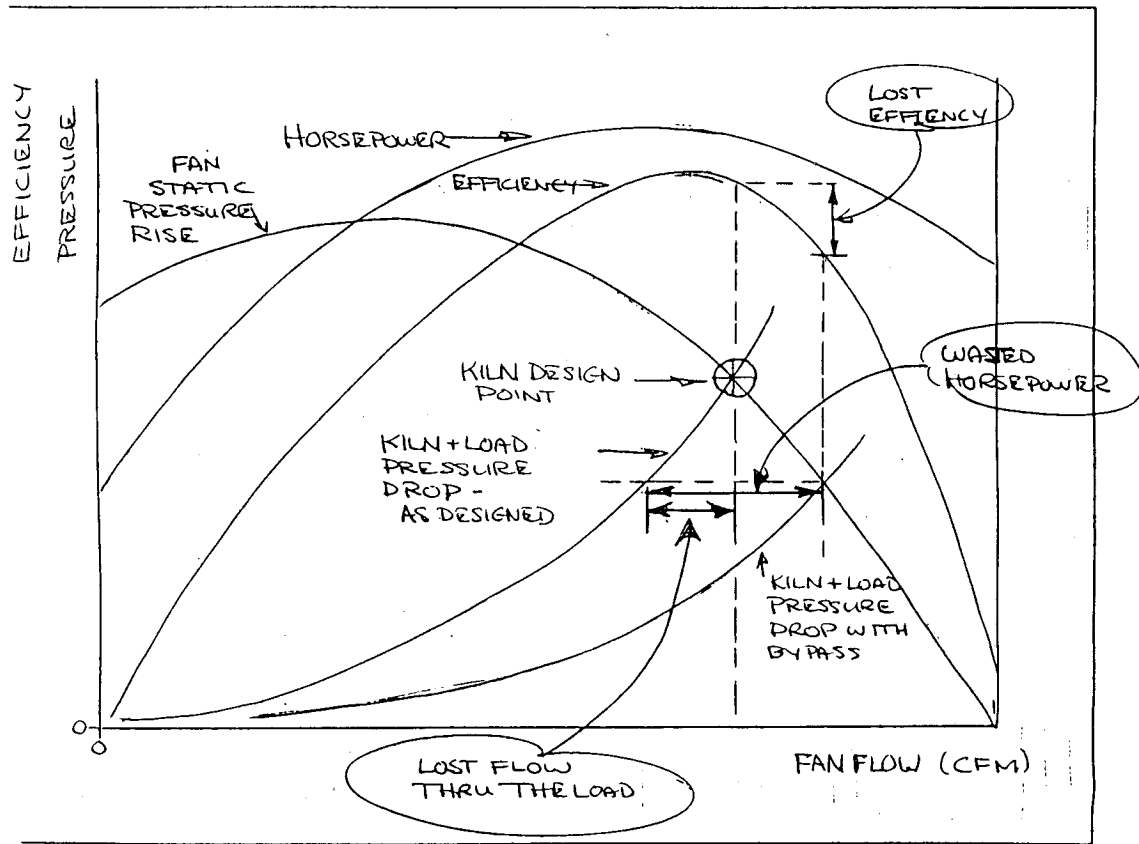 EFFICIENCY
PRESSURE
FAN
STATIC
PRESSURE
RISE
HORSEPOWER
EFFICIENCY
LOST
EFFIENCY
WASTED
HORSEPOWER
KILN DESIGN
POINT
KILN + LOAD
PRESSURE
DROP -
AS DESIGNED
KILN + LOAD
PRESSURE
DROP WITH
BYPASS
LOST FLOW
THRU THE LOAD
FAN FLOW (CFM)
0
0